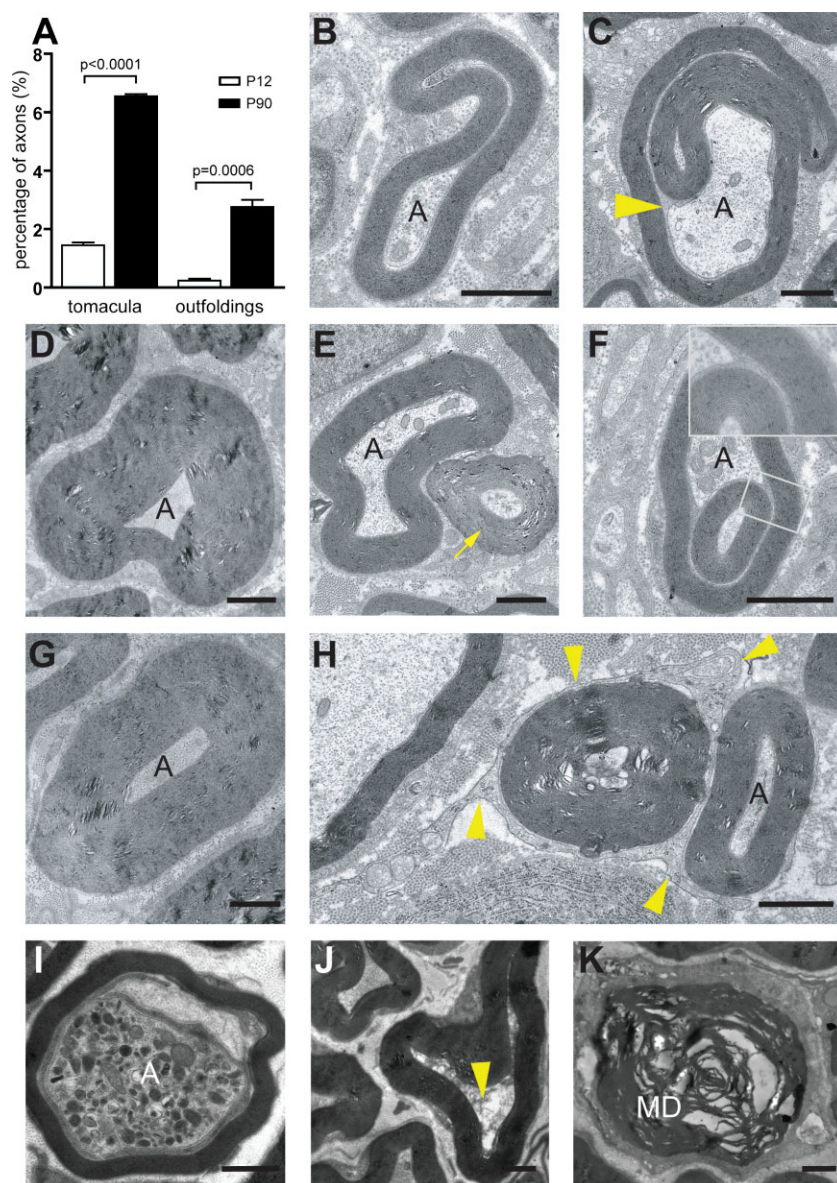 A
percentage of axons (%)
8
6
4
2
0
p<0.0001
p=0.0006
P12
P90
tomacula
outfoldings
B
A
C
A
D
A
E
A
F
A
G
A
H
A
I
A
J
K
MD